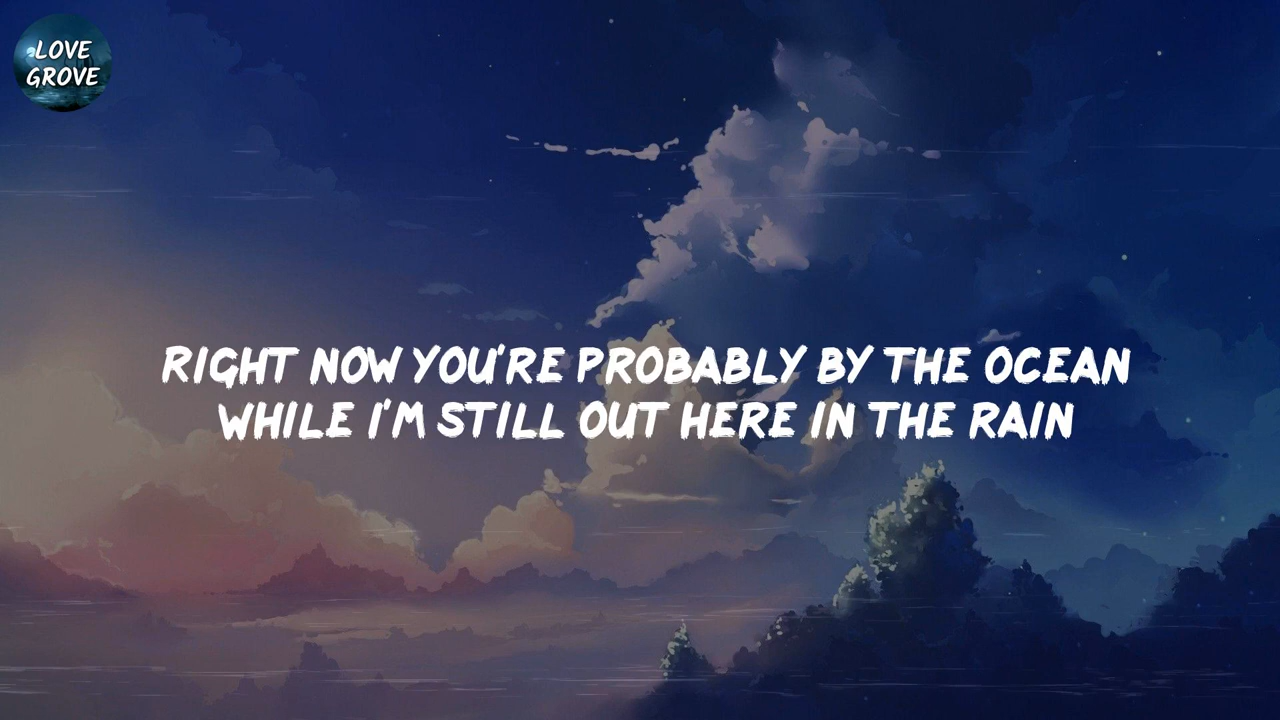 LOVE
GROVE
RIGHT NOW YOU'RE PROBABLY BY THE OCEAN
WHILE I'M STILL OUT HERE IN THE RAIN